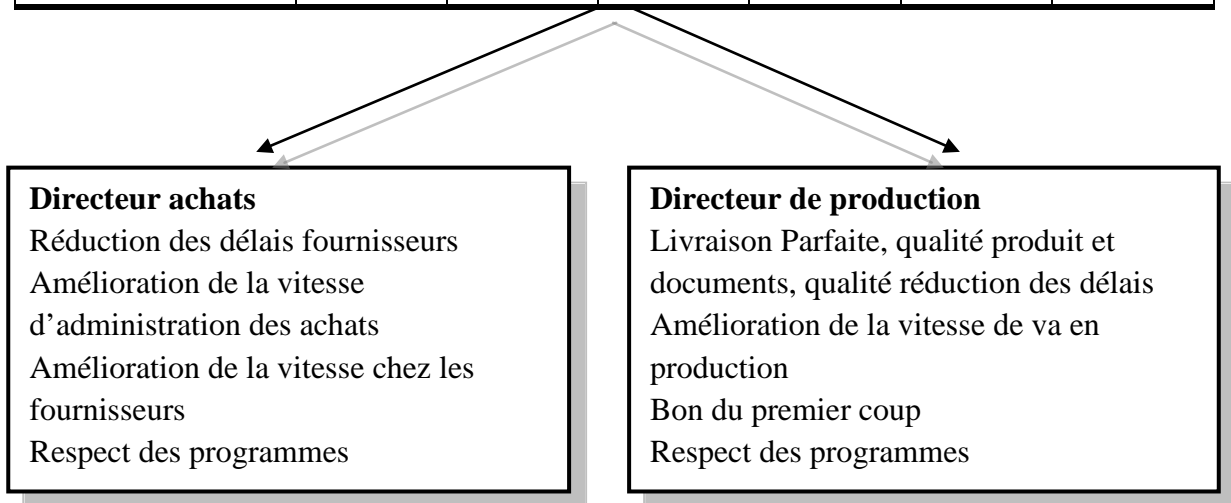 Directeur achats
Réduction des délais fournisseurs
Amélioration de la vitesse
d’administration des achats
Amélioration de la vitesse chez les
fournisseurs
Respect des programmes
Directeur de production
Livraison Parfaite, qualité produit et
documents, qualité réduction des délais
Amélioration de la vitesse de va en
production
Bon du premier coup
Respect des programmes